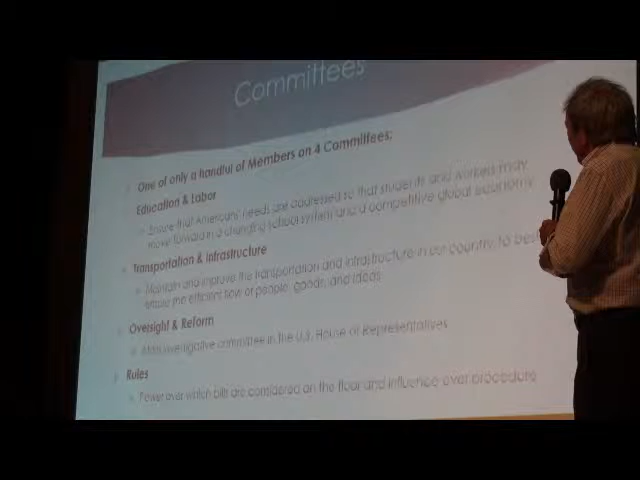 Committees
One of only a handful of Members on 4 Committees:
Education & Labor
Ensure that Americans' needs are addressed so that students and workers may
move forward in a changing school system and a competitive global economy
Transportation & Infrastructure
Maintain and improve the transportation and infrastructure in our country, to best
ensure the efficient flow of people, goods, and ideas
Oversight & Reform
Main investigative committee in the U.S. House of Representatives
Rules
Power over which bills are considered on the floor and influence over procedure